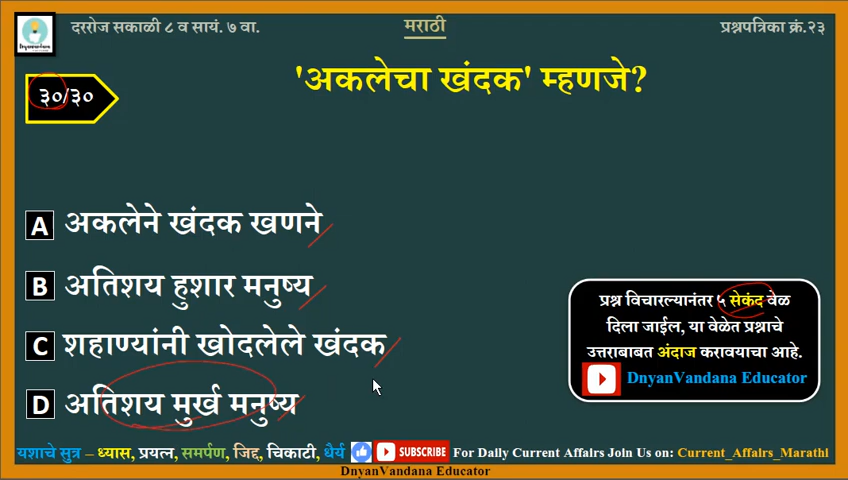 दररोज सकाळी ८ व सायं. ७ वा.
मराठी
प्रश्नपत्रिका क्रं.२३
DnyanVandana
३०/३०
'अकलेचा खंदक' म्हणजे?
A अकलेने खंदक खणने
B अतिशय हुशार मनुष्य
C शहाण्यांनी खोदलेले खंदक
D अतिशय मुर्ख मनुष्य
प्रश्न विचारल्यानंतर ५ सेकंद वेळ
दिला जाईल, या वेळेत प्रश्नाचे
उत्तराबाबत अंदाज करावयाचा आहे.
DnyanVandana Educator
यशाचे सुत्र – ध्यास, प्रयत्न, समर्पण, जिद्द, चिकाटी, धैर्य
SUBSCRIBE
For Daily Current Affairs Join Us on: Current_Affairs_Marathi
DnyanVandana Educator